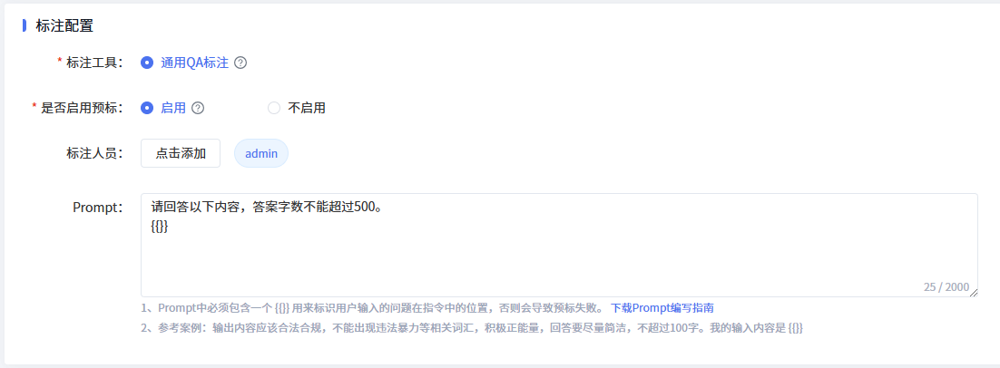 标注配置
* 标注工具： 通用QA标注
* 是否启用预标： 启用 不启用
标注人员： 点击添加 admin
Prompt： 请回答以下内容，答案字数不能超过500。
{{}}
25 / 2000
1、Prompt中必须包含一个 {{}} 用来标识用户输入的问题在指令中的位置，否则会导致预标失败。 下载Prompt编写指南
2、参考案例：输出内容应该合法合规，不能出现违法暴力等相关词汇，积极正能量，回答要尽量简洁，不超过100字。我的输入内容是 {{}}